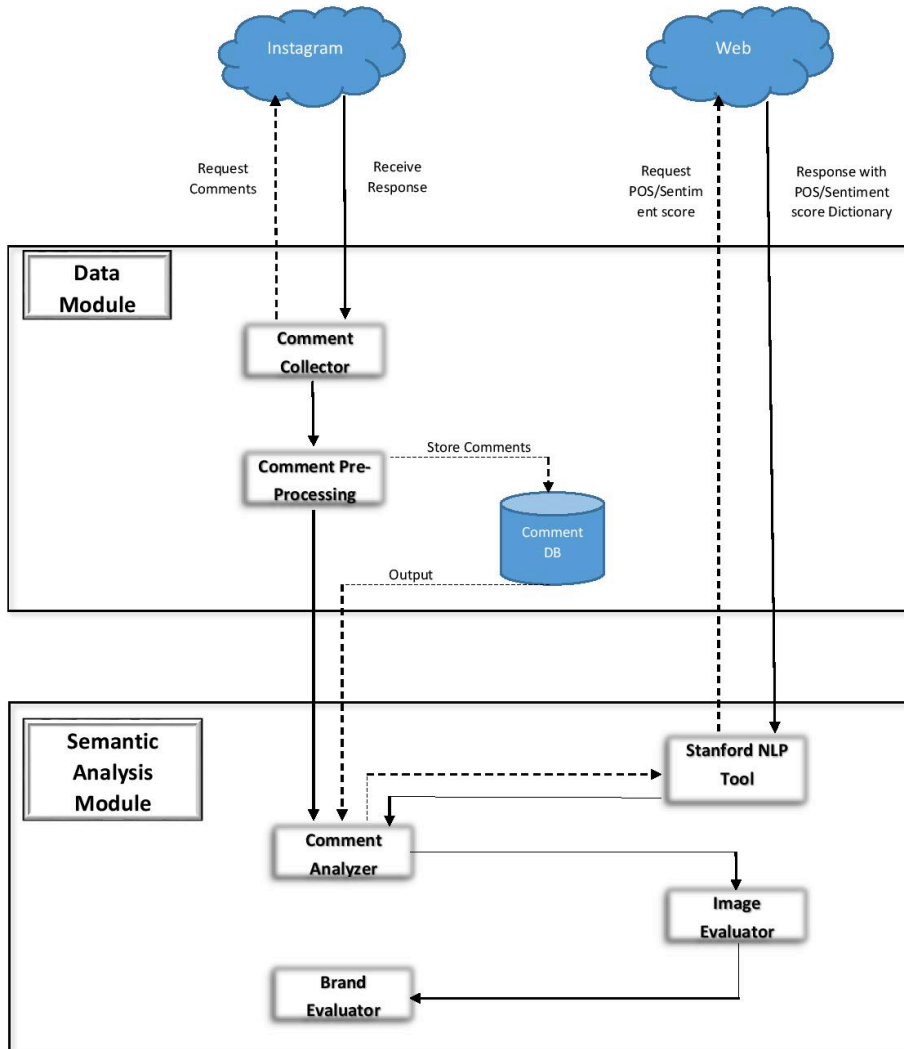 Instagram
Web
Request
Comments
Receive
Response
Request
POS/Sentim
ent score
Response with
POS/Sentiment
score Dictionary
Data
Module
Comment
Collector
Comment Pre-
Processing
Store Comments
Comment
DB
Output
Semantic
Analysis
Module
Stanford NLP
Tool
Comment
Analyzer
Image
Evaluator
Brand
Evaluator